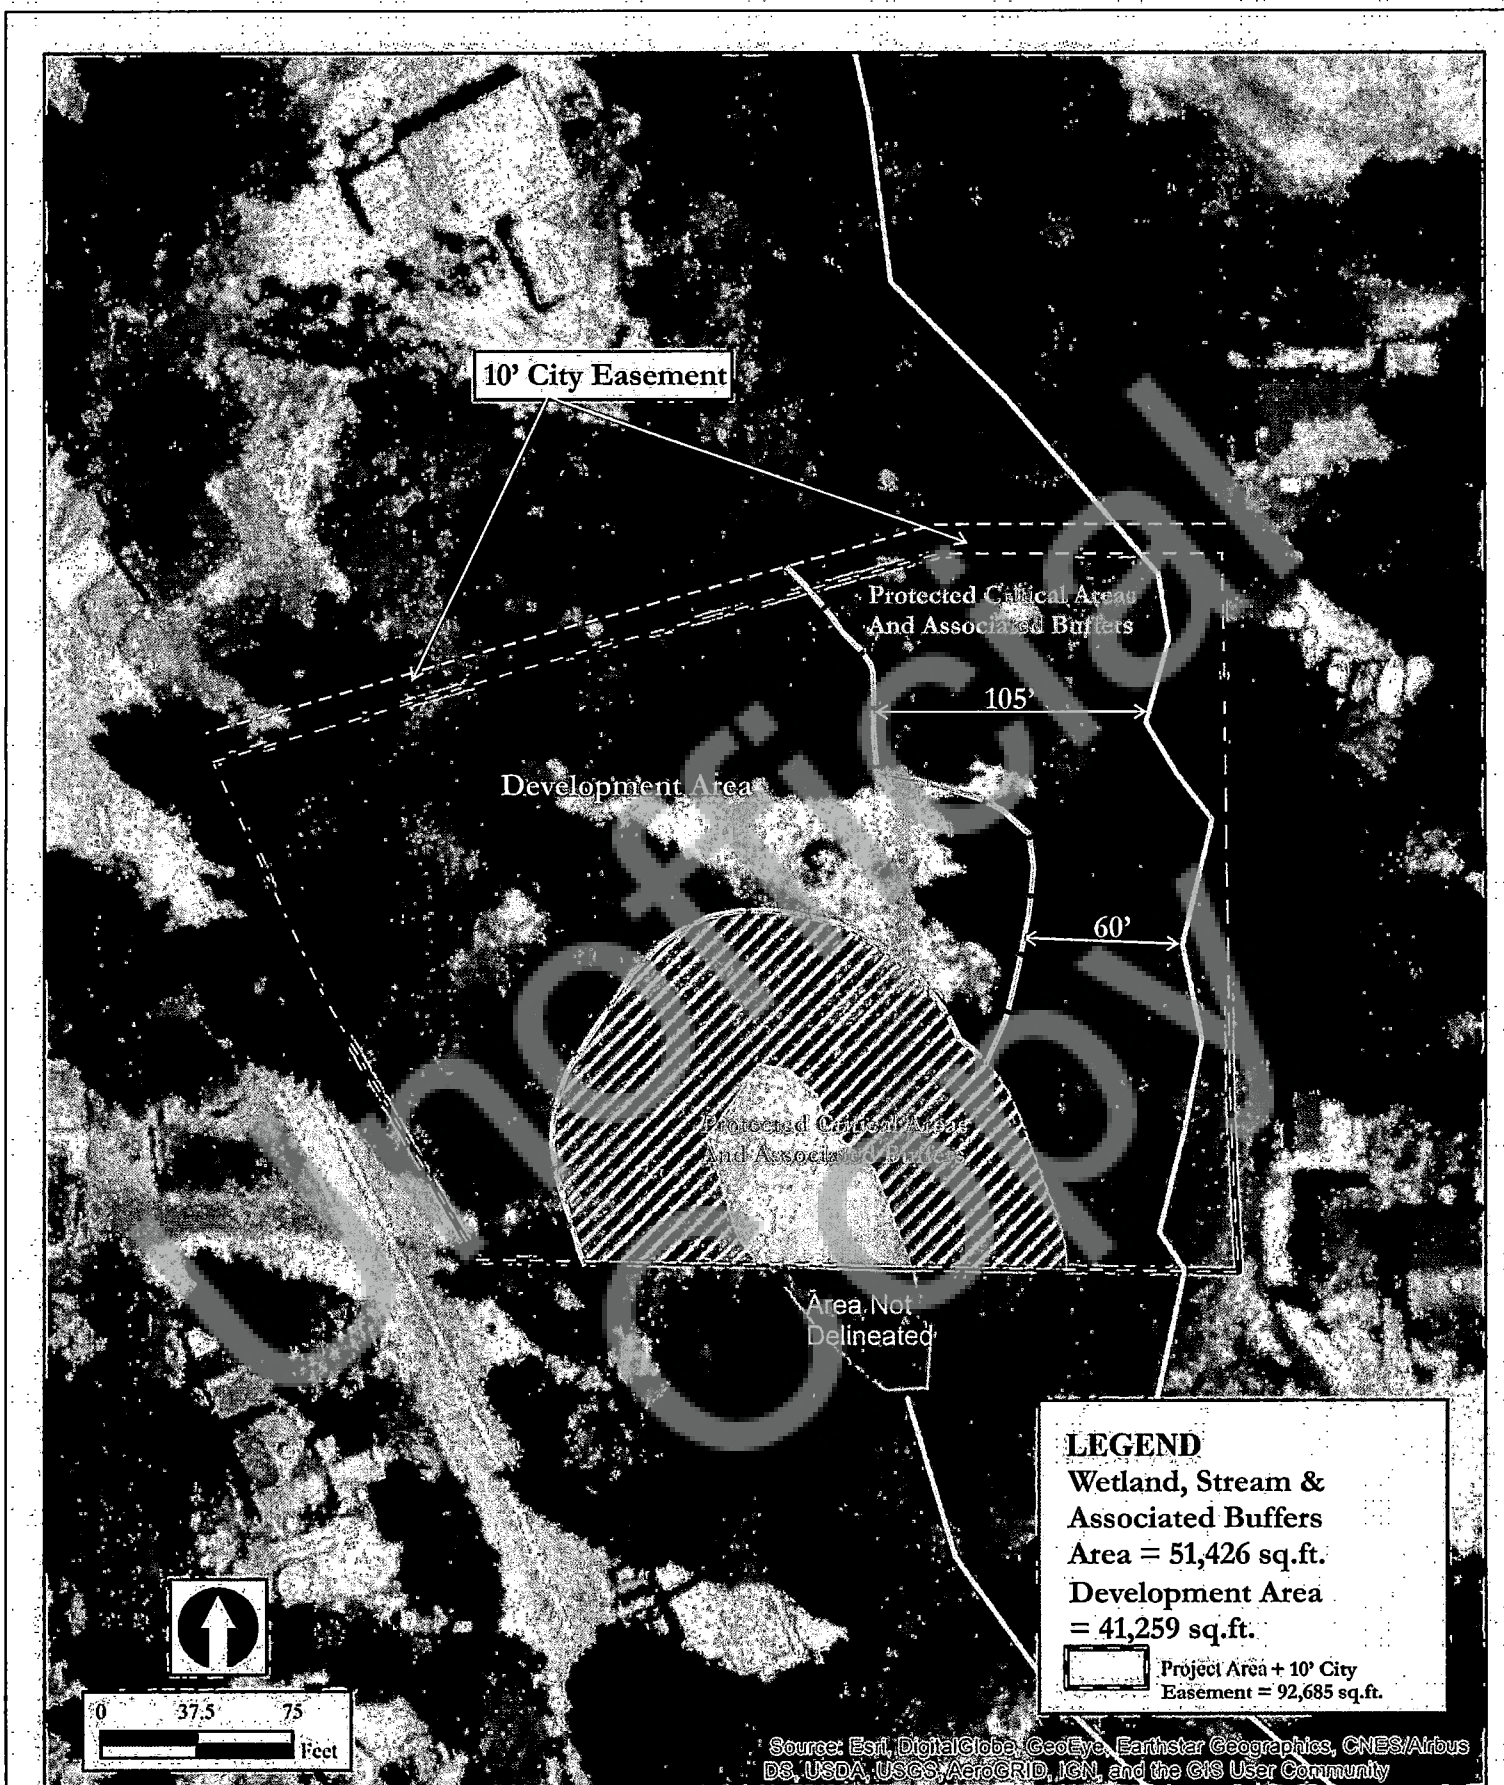 10' City Easement
Protected Critical Areas
And Associated Buffers
105'
Development Area
60'
Protected Critical Areas
And Associated Buffers
Area Not
Delineated
Unofficial
Copy
LEGEND
Wetland, Stream &
Associated Buffers
Area = 51,426 sq.ft.
Development Area
= 41,259 sq.ft.
Project Area + 10' City
Easement = 92,685 sq.ft.
0 37.5 75
Feet
Source: Esri, DigitalGlobe, GeoEye, Earthstar Geographics, CNES/Airbus
DS, USDA, USGS, AeroGRID, IGN, and the GIS User Community